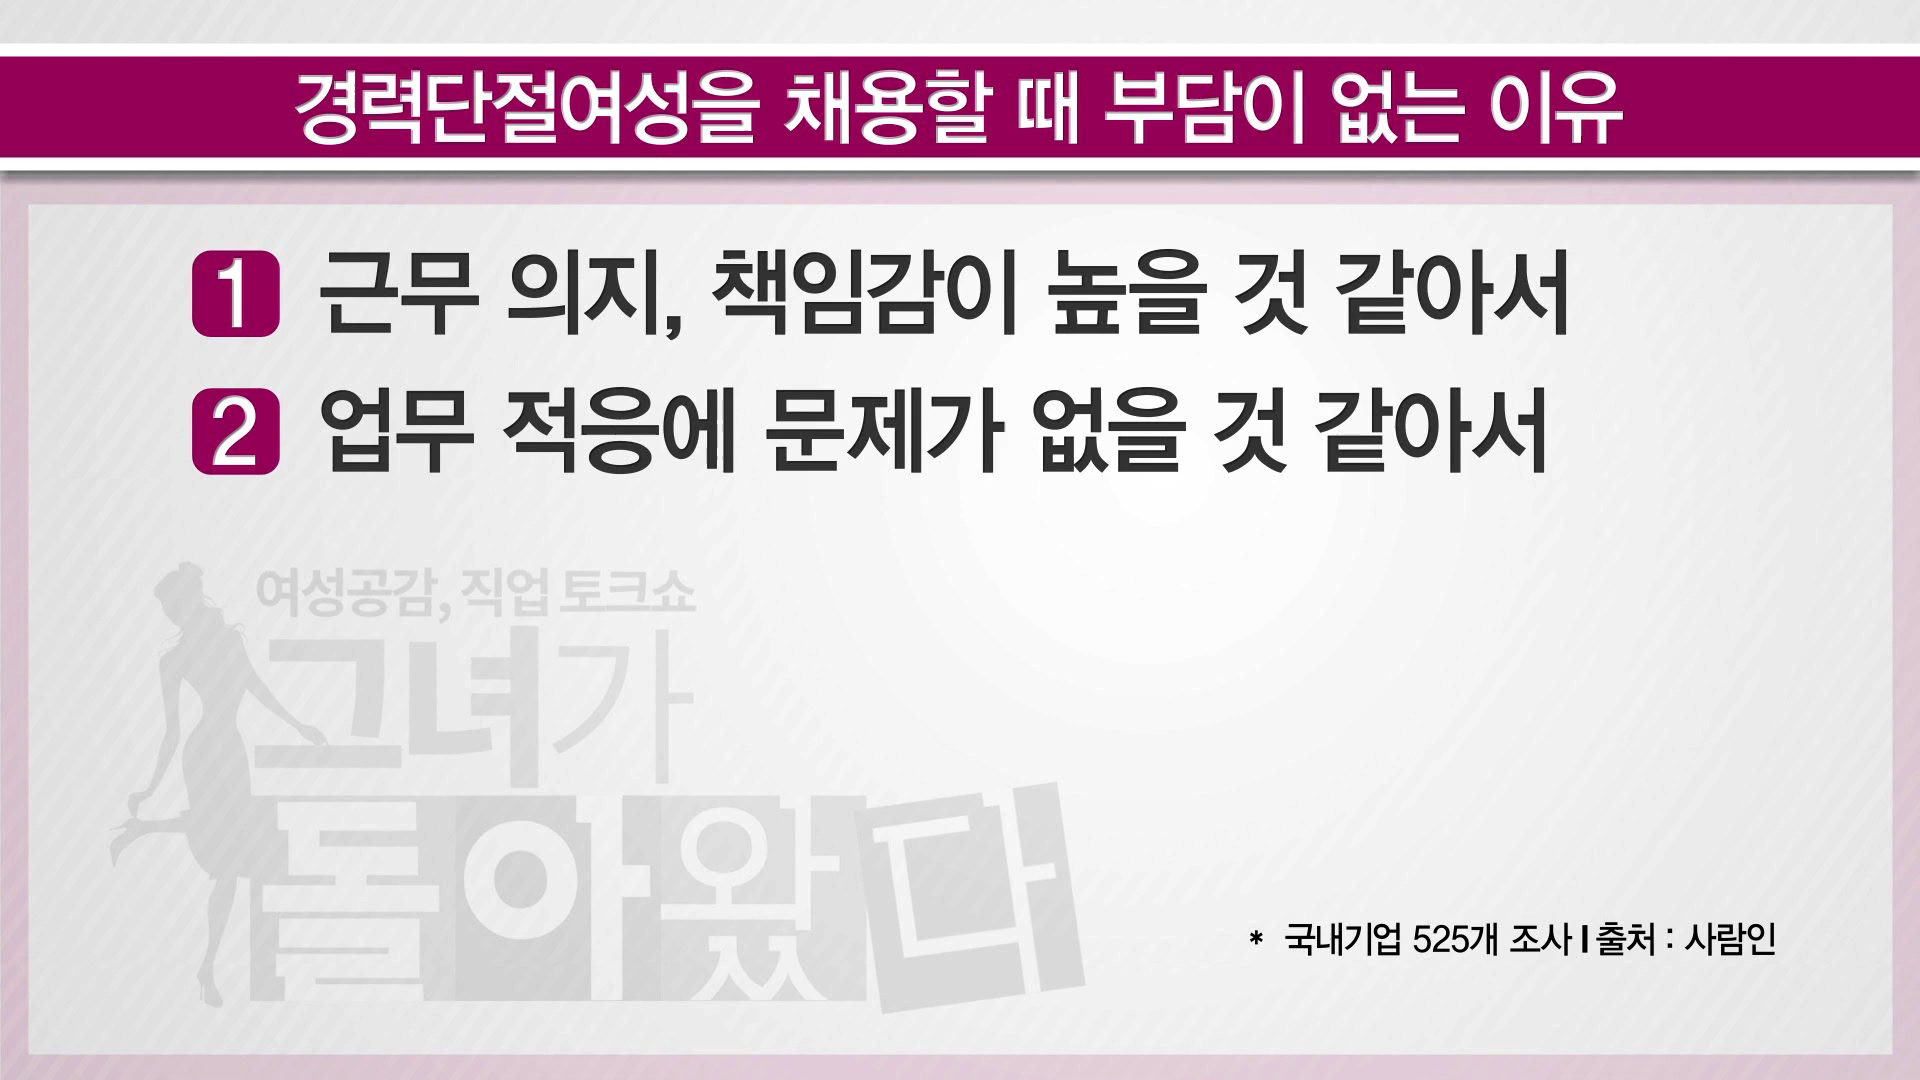 경력단절여성을 채용할 때 부담이 없는 이유
1 근무 의지, 책임감이 높을 것 같아서
2 업무 적응에 문제가 없을 것 같아서
여성공감, 직업 토크쇼
그녀가
돌아왔다
* 국내기업 525개 조사 I 출처 : 사람인